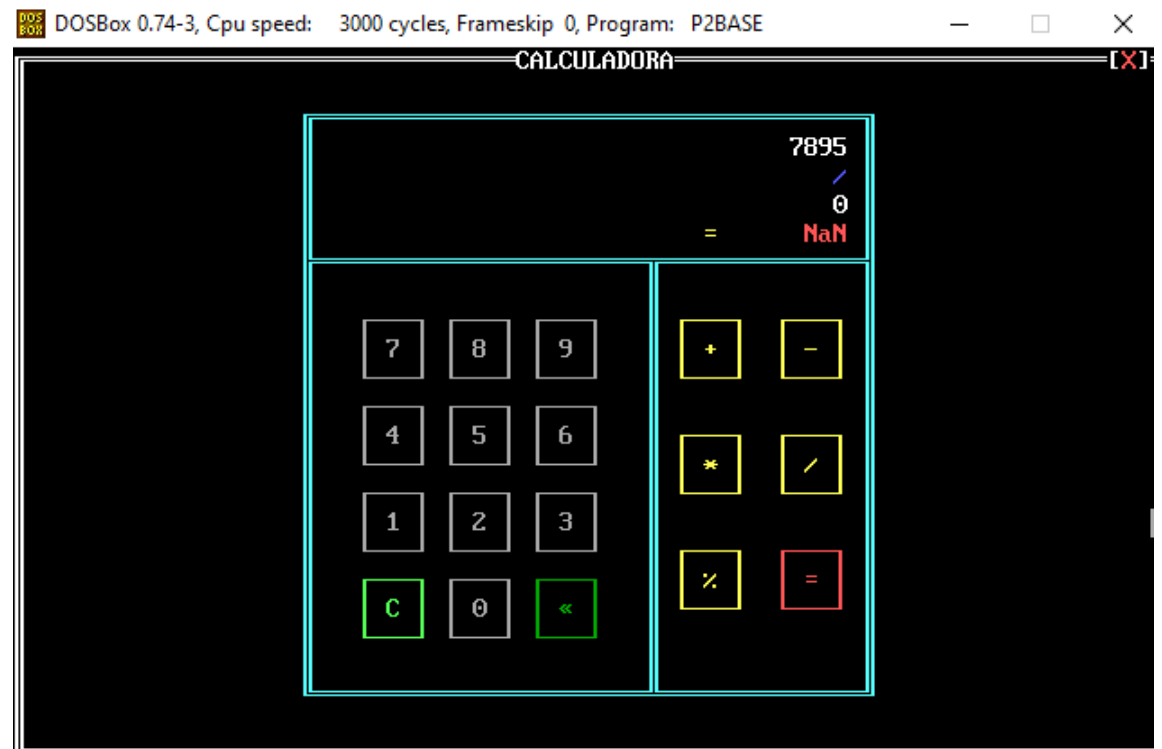 DOSBox 0.74-3, Cpu speed: 3000 cycles, Frameskip 0, Program: P2BASE
CALCULADORA [X]
7895
/
0
= NaN
7 8 9 + -
4 5 6 * /
1 2 3
% =
C 0 «